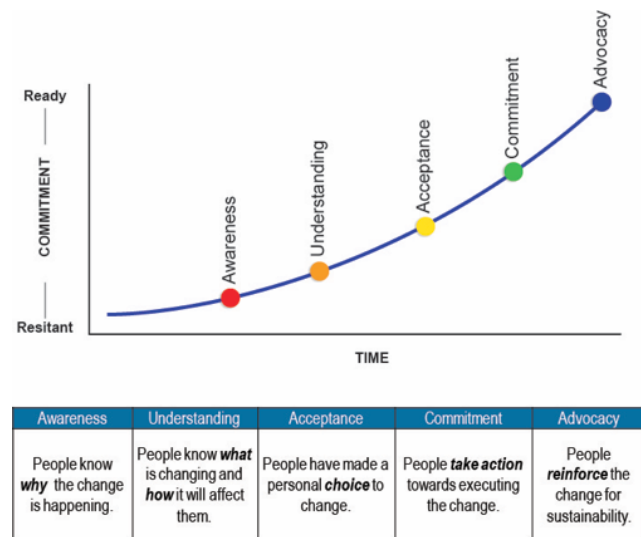 Ready
COMMITMENT
Resitant
Awareness
Understanding
Acceptance
Commitment
Advocacy
TIME
Awareness
Understanding
Acceptance
Commitment
Advocacy
People know
why the change
is happening.
People know what
is changing and
how it will affect
them.
People have made a
personal choice to
change.
People take action
towards executing
the change.
People
reinforce the
change for
sustainability.